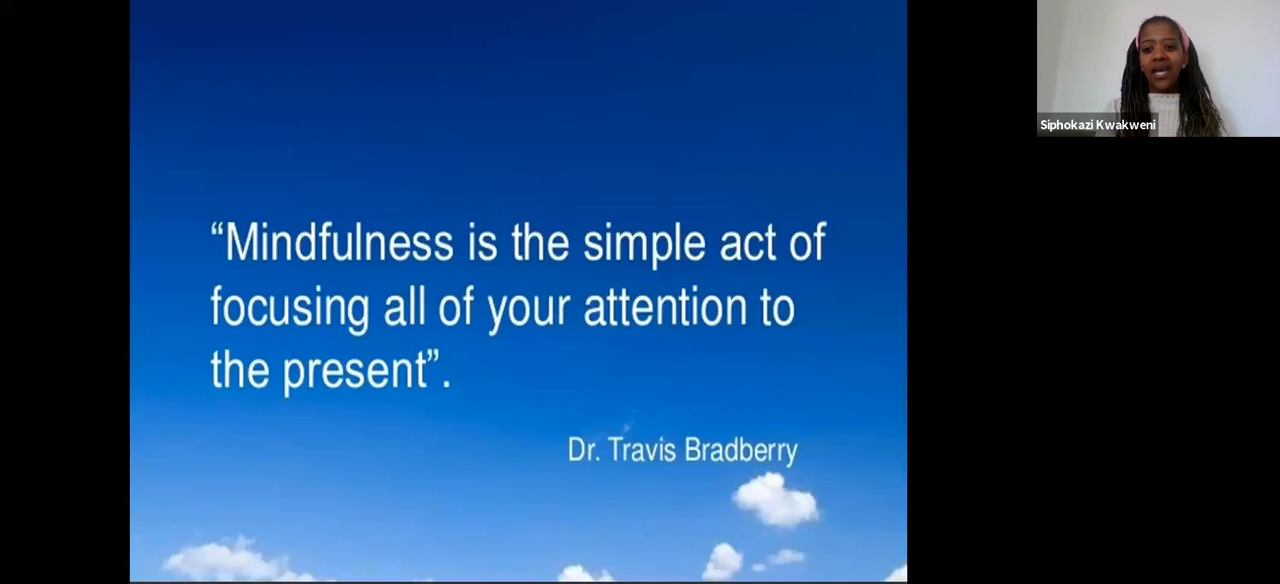 “Mindfulness is the simple act of
focusing all of your attention to
the present”.
Dr. Travis Bradberry
Siphokazi Kwakweni